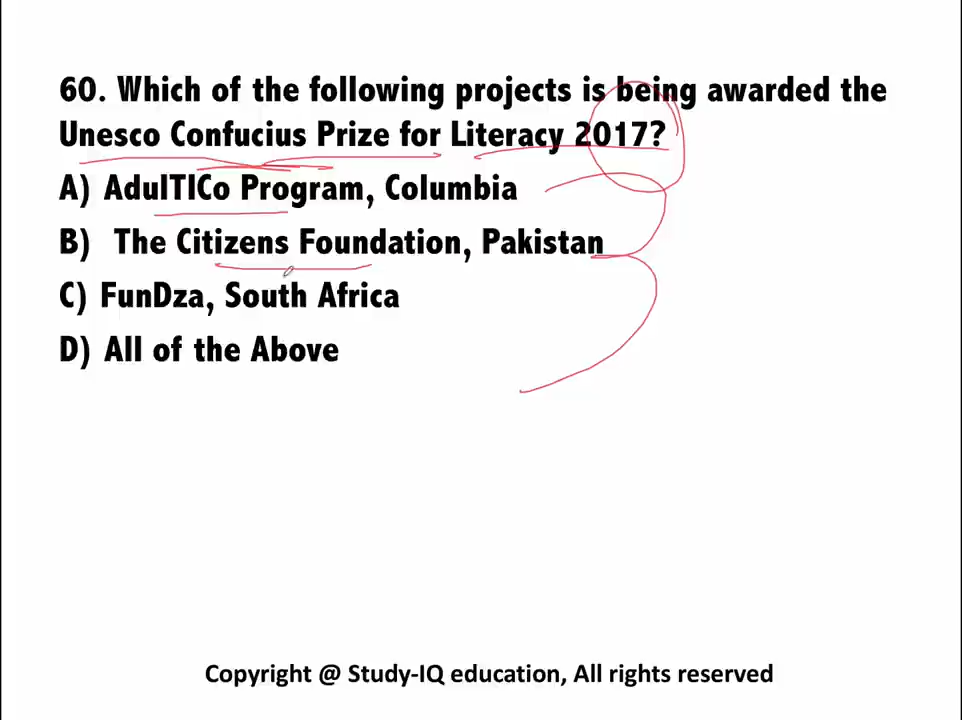 60. Which of the following projects is being awarded the
Unesco Confucius Prize for Literacy 2017?
A) AdulTICo Program, Columbia
B) The Citizens Foundation, Pakistan
C) FunDza, South Africa
D) All of the Above
Copyright @ Study-IQ education, All rights reserved